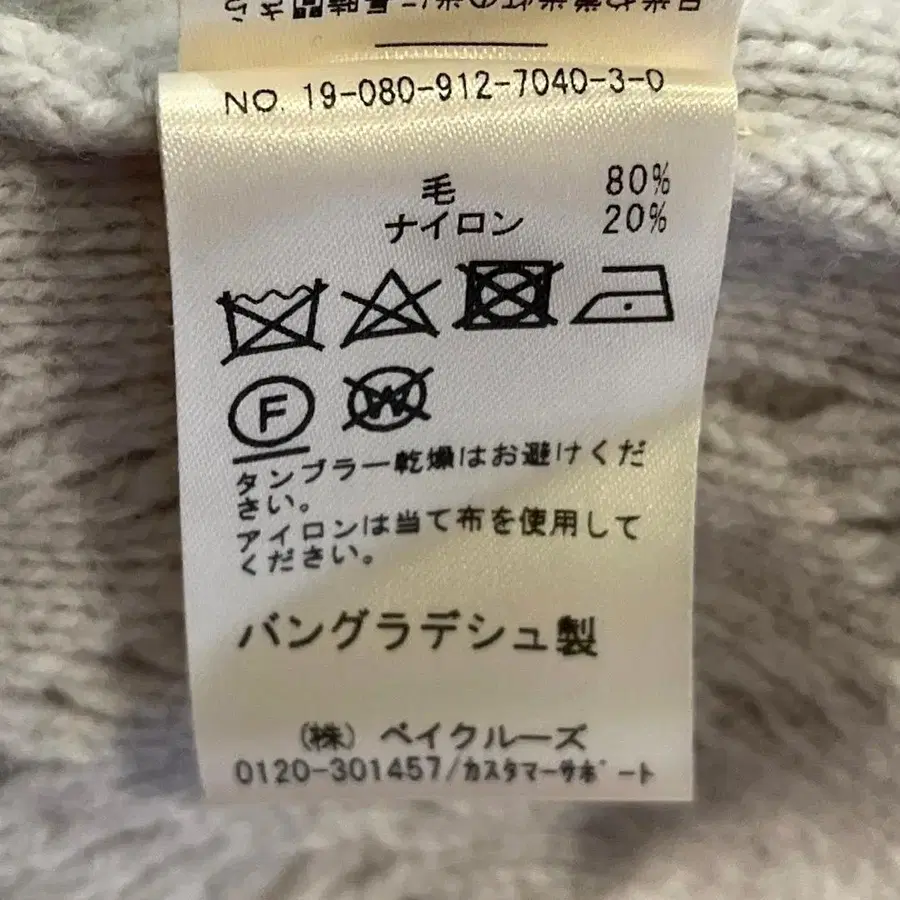 NO. 19-080-912-7040-3-0
毛 80%
ナイロン 20%
F
W
タンブラー乾燥はお避けくだ
さい。
アイロンは当て布を使用して
ください。
バングラデシュ製
(株) ベイクルーズ
0120-301457/カスタマーサポート